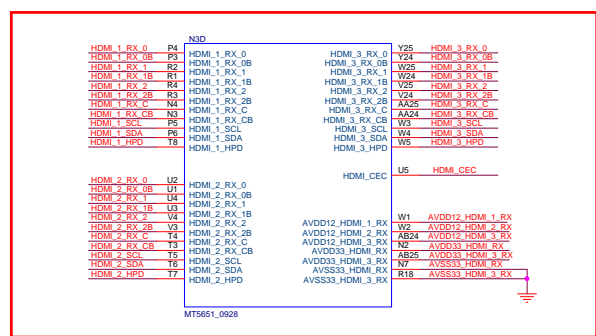 N3D
HDMI_1_RX_0 P4 HDMI_1_RX_0 HDMI_3_RX_0 Y25 HDMI_3_RX_0
HDMI_1_RX_0B P3 HDMI_1_RX_0B HDMI_3_RX_0B Y24 HDMI_3_RX_0B
HDMI_1_RX_1 R2 HDMI_1_RX_1 HDMI_3_RX_1 W25 HDMI_3_RX_1
HDMI_1_RX_1B R1 HDMI_1_RX_1B HDMI_3_RX_1B W24 HDMI_3_RX_1B
HDMI_1_RX_2 R4 HDMI_1_RX_2 HDMI_3_RX_2 V25 HDMI_3_RX_2
HDMI_1_RX_2B R3 HDMI_1_RX_2B HDMI_3_RX_2B V24 HDMI_3_RX_2B
HDMI_1_RX_C N4 HDMI_1_RX_C HDMI_3_RX_C AA25 HDMI_3_RX_C
HDMI_1_RX_CB N3 HDMI_1_RX_CB HDMI_3_RX_CB AA24 HDMI_3_RX_CB
HDMI_1_SCL P5 HDMI_1_SCL HDMI_3_SCL W3 HDMI_3_SCL
HDMI_1_SDA P6 HDMI_1_SDA HDMI_3_SDA W4 HDMI_3_SDA
HDMI_1_HPD T8 HDMI_1_HPD HDMI_3_HPD W5 HDMI_3_HPD
HDMI_CEC U5 HDMI_CEC
HDMI_2_RX_0 U2 HDMI_2_RX_0
HDMI_2_RX_0B U1 HDMI_2_RX_0B
HDMI_2_RX_1 U4 HDMI_2_RX_1
HDMI_2_RX_1B U3 HDMI_2_RX_1B
HDMI_2_RX_2 V4 HDMI_2_RX_2 AVDD12_HDMI_1_RX W1 AVDD12_HDMI_1_RX
HDMI_2_RX_2B V3 HDMI_2_RX_2B AVDD12_HDMI_2_RX W2 AVDD12_HDMI_2_RX
HDMI_2_RX_C T4 HDMI_2_RX_C AVDD12_HDMI_3_RX AB24 AVDD12_HDMI_3_RX
HDMI_2_RX_CB T3 HDMI_2_RX_CB AVDD33_HDMI_RX N2 AVDD33_HDMI_RX
HDMI_2_SCL T5 HDMI_2_SCL AVDD33_HDMI_3_RX AB25 AVDD33_HDMI_3_RX
HDMI_2_SDA T6 HDMI_2_SDA AVSS33_HDMI_RX N7 AVSS33_HDMI_RX
HDMI_2_HPD T7 HDMI_2_HPD AVSS33_HDMI_3_RX R18 AVSS33_HDMI_3_RX
MT5651_0928